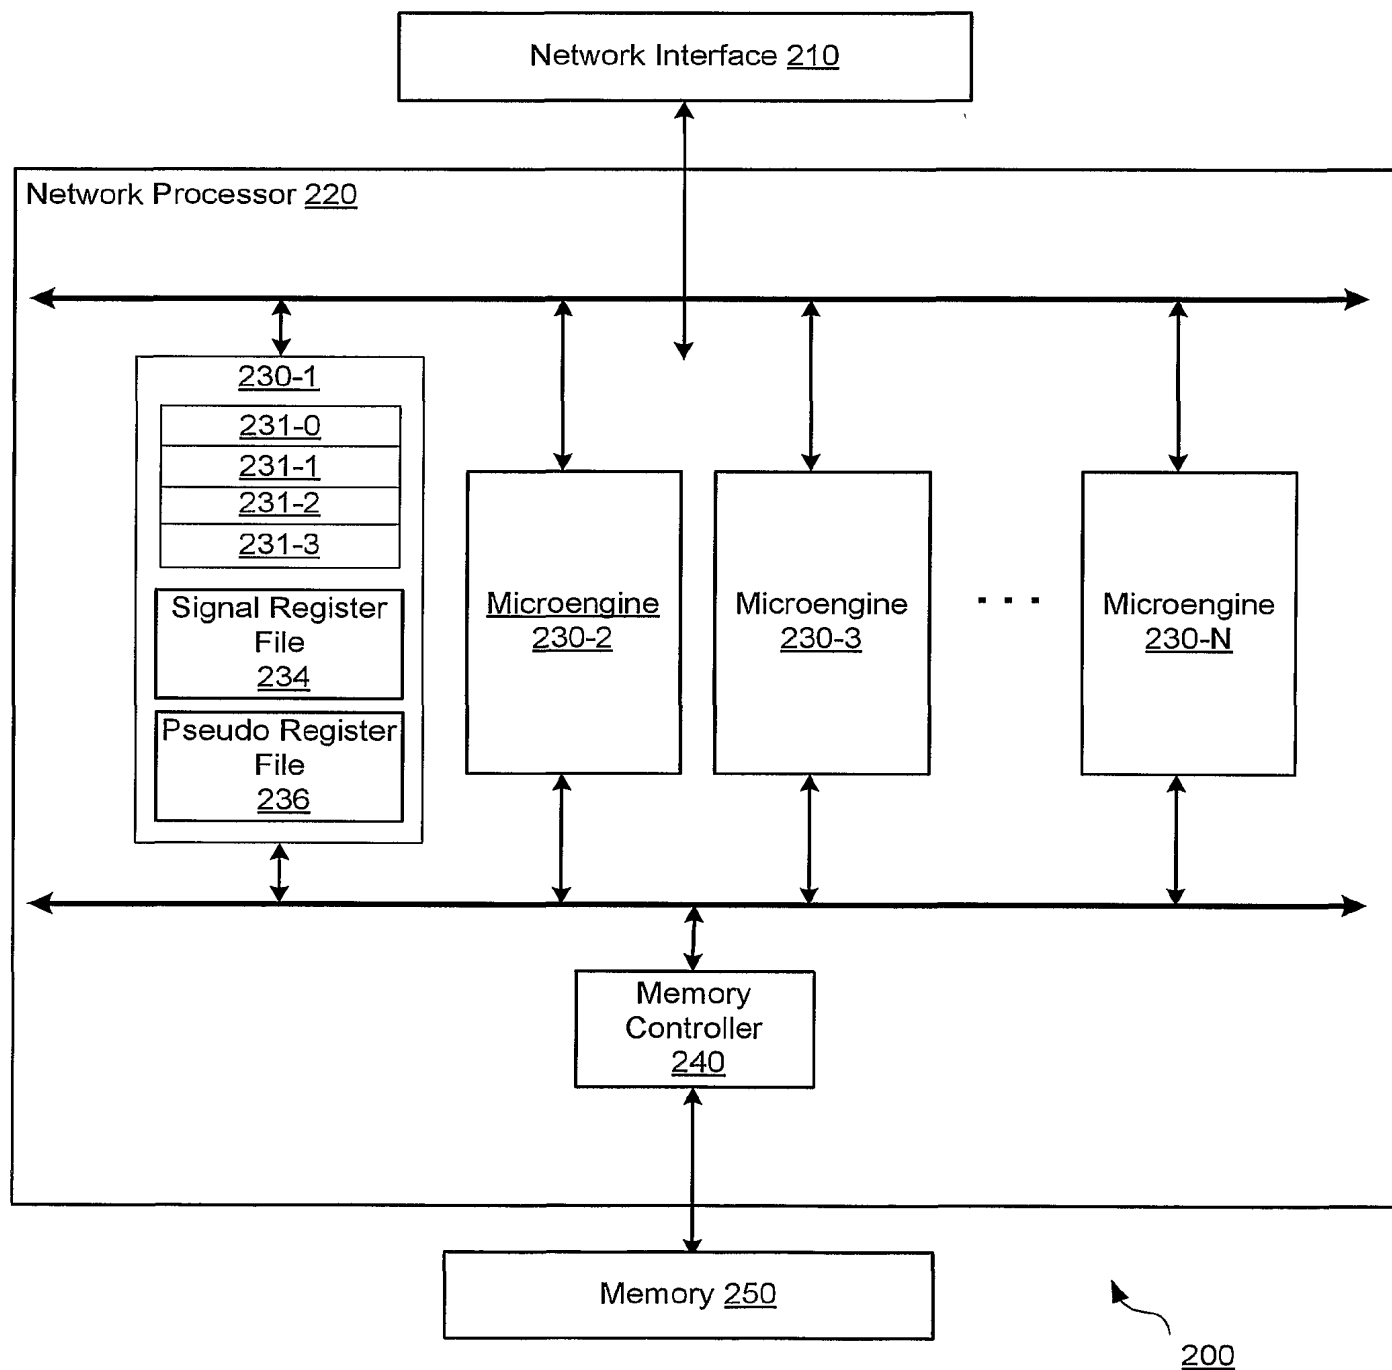 Network Interface 210
Network Processor 220
230-1
231-0
231-1
231-2
231-3
Signal Register
File
234
Pseudo Register
File
236
Microengine
230-2
Microengine
230-3
. . .
Microengine
230-N
Memory
Controller
240
Memory 250
200